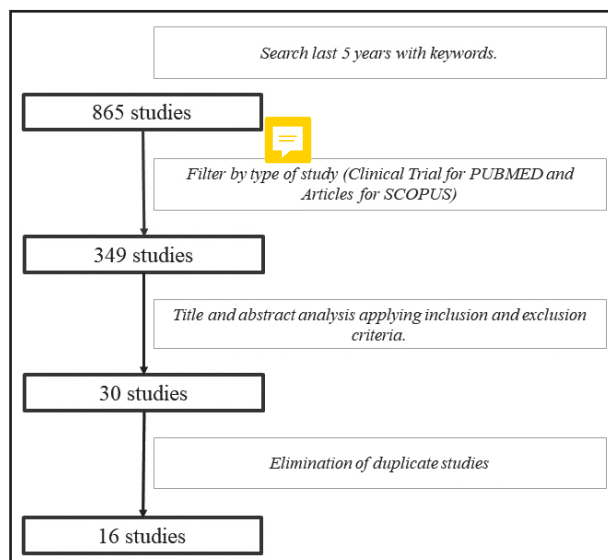 Search last 5 years with keywords.
865 studies
Filter by type of study (Clinical Trial for PUBMED and
Articles for SCOPUS)
349 studies
Title and abstract analysis applying inclusion and exclusion
criteria.
30 studies
Elimination of duplicate studies
16 studies